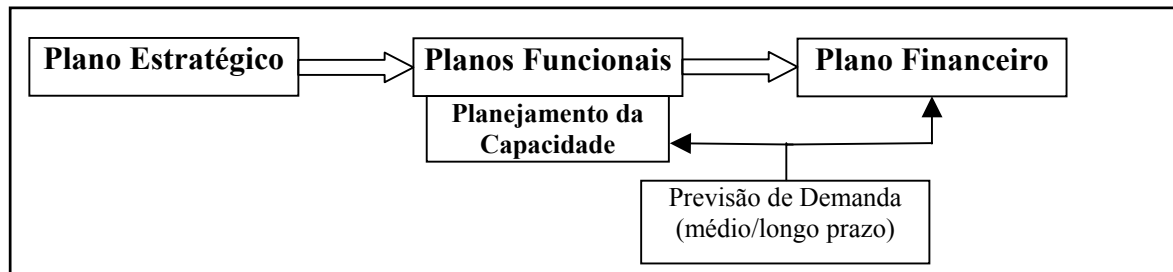 Plano Estratégico
Planos Funcionais
Plano Financeiro
Planejamento da
Capacidade
Previsão de Demanda
(médio/longo prazo)